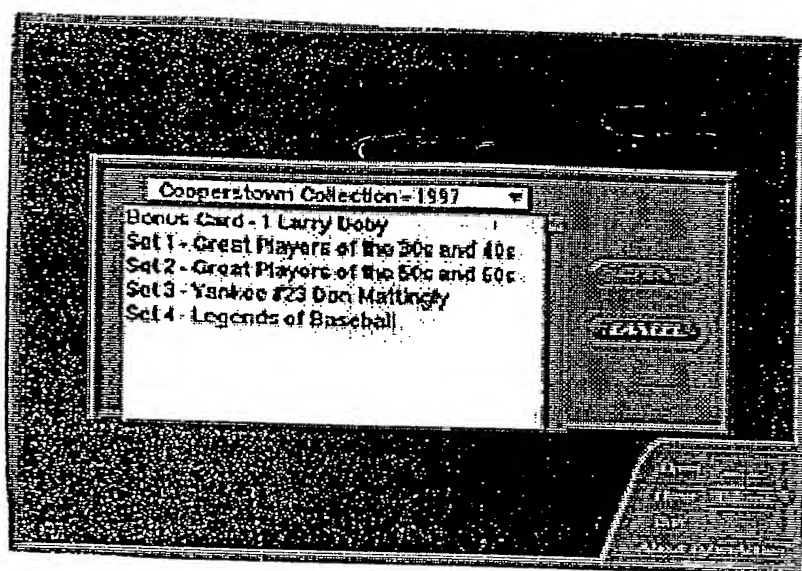 Cooperstown Collection - 1997
Bonus Card - 1 Larry Doby
Set 1 - Great Players of the 30s and 40s
Set 2 - Great Players of the 50s and 60s
Set 3 - Yankee #23 Don Mattingly
Set 4 - Legends of Baseball
CANCEL